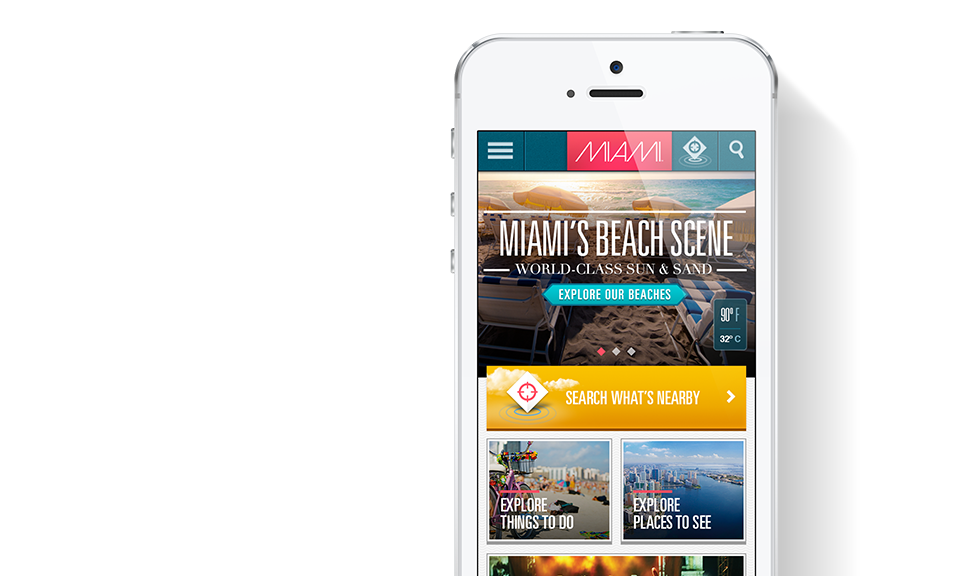 MIAMI.
MIAMI'S BEACH SCENE
WORLD-CLASS SUN & SAND
EXPLORE OUR BEACHES
90° F
32° C
SEARCH WHAT'S NEARBY
EXPLORE
THINGS TO DO
EXPLORE
PLACES TO SEE